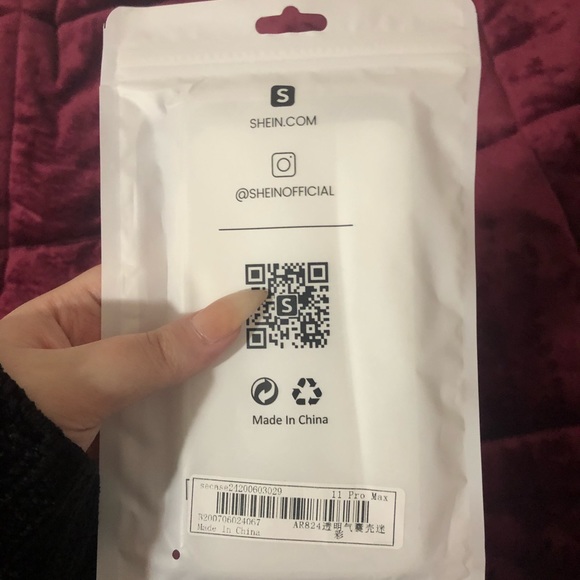 S
SHEIN.COM
@SHEINOFFICIAL
S
Made In China
11 Pro Max
3200706024067
AR824透明气囊壳迷
彩
Made in China